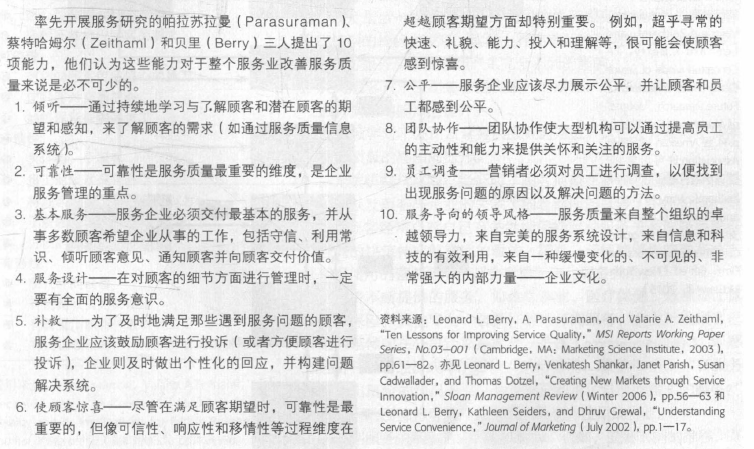 率先开展服务研究的帕拉苏拉曼（Parasuraman）、
蔡特哈姆尔（Zeithaml）和贝里（Berry）三人提出了 10
项能力，他们认为这些能力对于整个服务业改善服务质
量来说是必不可少的。
1. 倾听——通过持续地学习与了解顾客和潜在顾客的期
望和感知，来了解顾客的需求（如通过服务质量信息
系统）。
2. 可靠性——可靠性是服务质量最重要的维度，是企业
服务管理的重点。
3. 基本服务——服务企业必须交付最基本的服务，并从
事多数顾客希望企业从事的工作，包括守信、利用常
识、倾听顾客意见、通知顾客并向顾客交付价值。
4. 服务设计——在对顾客的细节方面进行管理时，一定
要有全面的服务意识。
5. 补救——为了及时地满足那些遇到服务问题的顾客，
服务企业应该鼓励顾客进行投诉（或者方便顾客进行
投诉），企业则及时做出个性化的回应，并构建问题
解决系统。
6. 使顾客惊喜——尽管在满足顾客期望时，可靠性是最
重要的，但像可信性、响应性和移情性等过程维度在
超越顾客期望方面却特别重要。例如，超乎寻常的
快速、礼貌、能力、投入和理解等，很可能会使顾客
感到惊喜。
7. 公平——服务企业应该尽力展示公平，并让顾客和员
工都感到公平。
8. 团队协作——团队协作使大型机构可以通过提高员工
的主动性和能力来提供关怀和关注的服务。
9. 员工调查——营销者必须对员工进行调查，以便找到
出现服务问题的原因以及解决问题的方法。
10. 服务导向的领导风格——服务质量来自整个组织的卓
越领导力，来自完美的服务系统设计，来自信息和科
技的有效利用，来自一种缓慢变化的、不可见的、非
常强大的内部力量——企业文化。
资料来源：Leonard L. Berry, A. Parasuraman, and Valarie A. Zeithaml,
“Ten Lessons for Improving Service Quality,” MSI Reports Working Paper
Series, No.03—001（Cambridge, MA: Marketing Science Institute, 2003），
pp.61—82。亦见 Leonard L. Berry, Venkatesh Shankar, Janet Parish, Susan
Cadwallader, and Thomas Dotzel, “Creating New Markets through Service
Innovation,” Sloan Management Review（Winter 2006），pp.56—63 和
Leonard L. Berry, Kathleen Seiders, and Dhruv Grewal, “Understanding
Service Convenience,” Journal of Marketing（July 2002），pp.1—17。